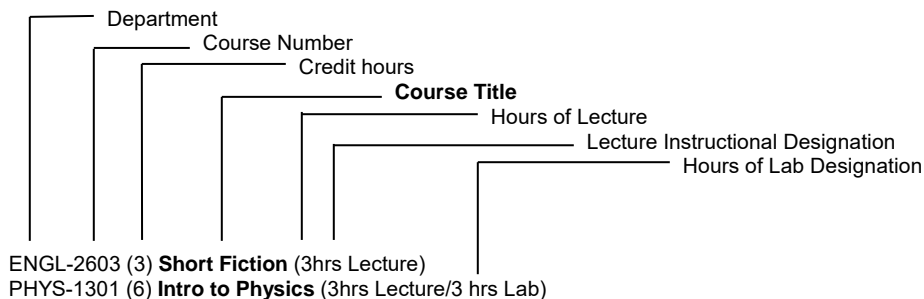 Department
Course Number
Credit hours
Course Title
Hours of Lecture
Lecture Instructional Designation
Hours of Lab Designation
ENGL-2603 (3) Short Fiction (3hrs Lecture)
PHYS-1301 (6) Intro to Physics (3hrs Lecture/3 hrs Lab)